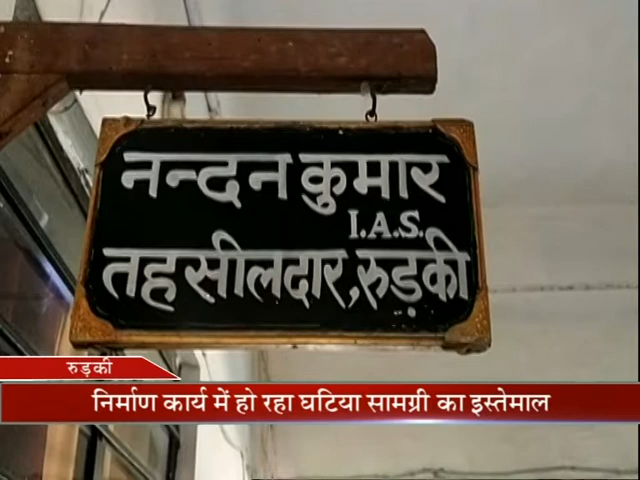 नन्दन कुमार
I.A.S.
तहसीलदार, रुड़की
रुड़की
निर्माण कार्य में हो रहा घटिया सामग्री का इस्तेमाल